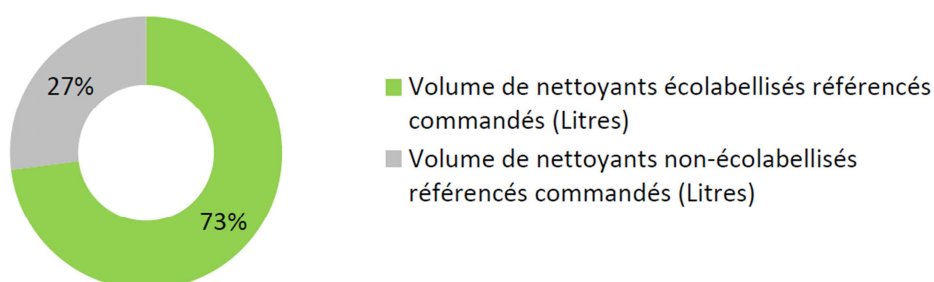 27%
73%
Volume de nettoyants écolabellisés référencés
commandés (Litres)
Volume de nettoyants non-écolabellisés
référencés commandés (Litres)